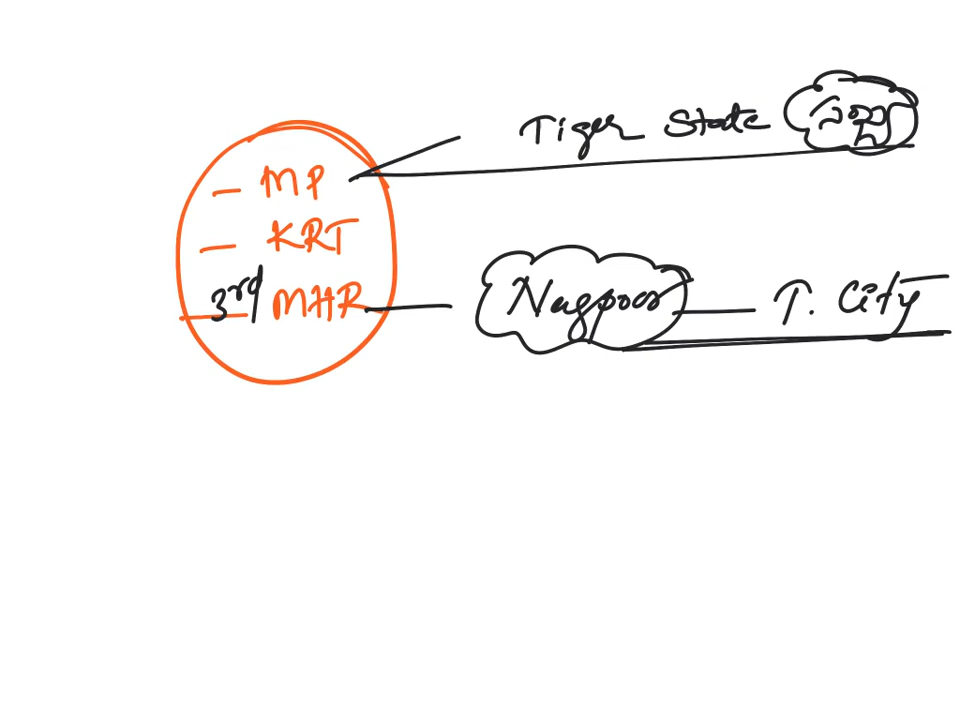 Tiger State
- MP
- KRT
3rd MHR - Nagpoor - T. City